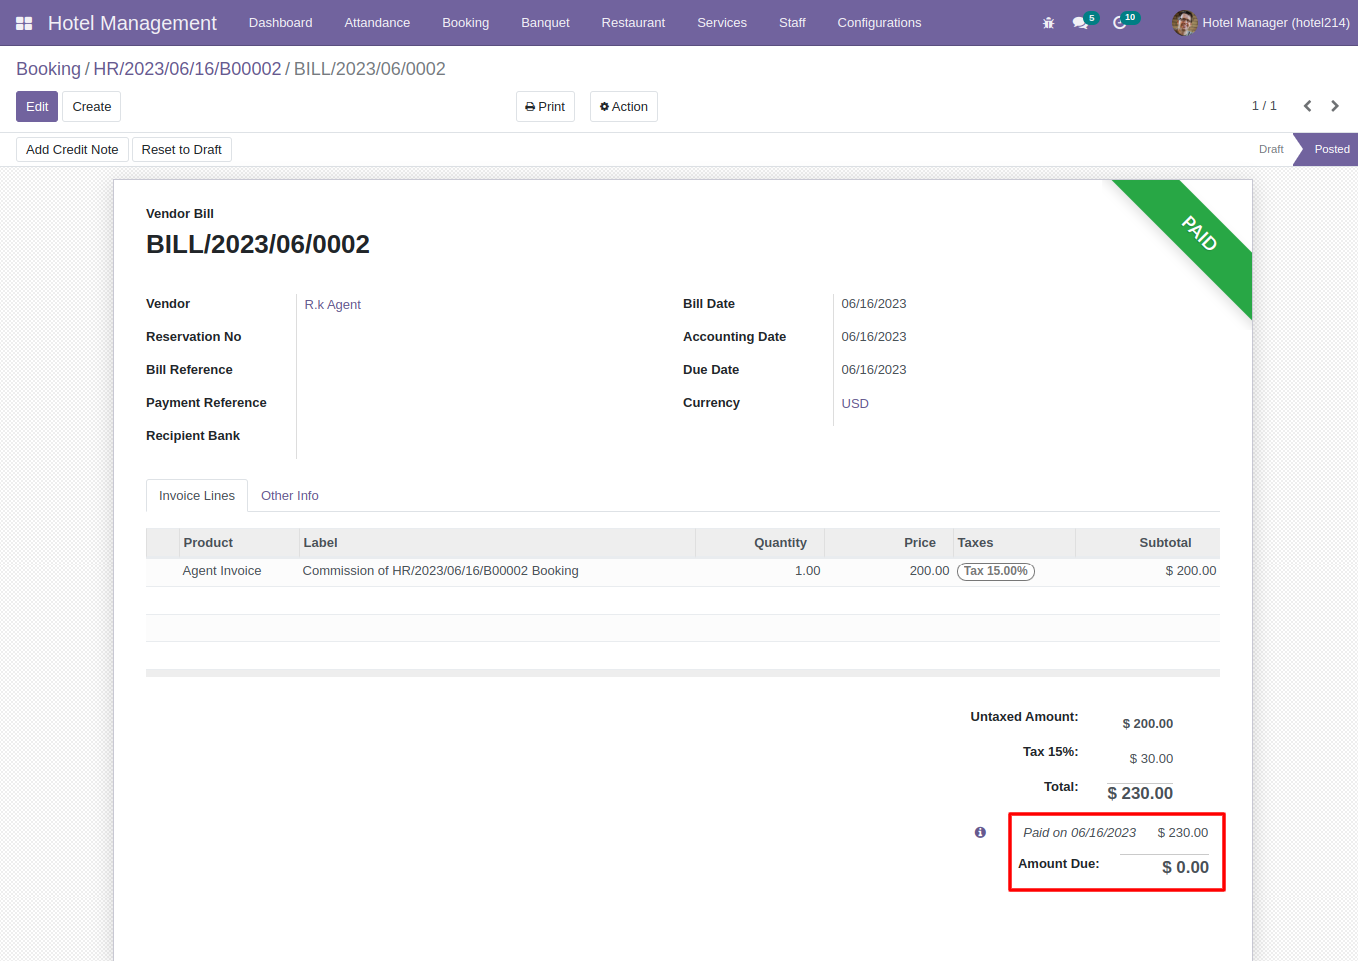 Hotel Management Dashboard Attandance Booking Banquet Restaurant Services Staff Configurations 5 10 Hotel Manager (hotel214)
Booking / HR/2023/06/16/B00002 / BILL/2023/06/0002
Edit Create Print Action 1 / 1
Add Credit Note Reset to Draft Draft Posted
PAID
Vendor Bill
BILL/2023/06/0002
Vendor R.k Agent Bill Date 06/16/2023
Reservation No Accounting Date 06/16/2023
Bill Reference Due Date 06/16/2023
Payment Reference Currency USD
Recipient Bank
Invoice Lines Other Info
Product Label Quantity Price Taxes Subtotal
Agent Invoice Commission of HR/2023/06/16/B00002 Booking 1.00 200.00 Tax 15.00% $ 200.00
Untaxed Amount: $ 200.00
Tax 15%: $ 30.00
Total: $ 230.00
Paid on 06/16/2023 $ 230.00
Amount Due: $ 0.00